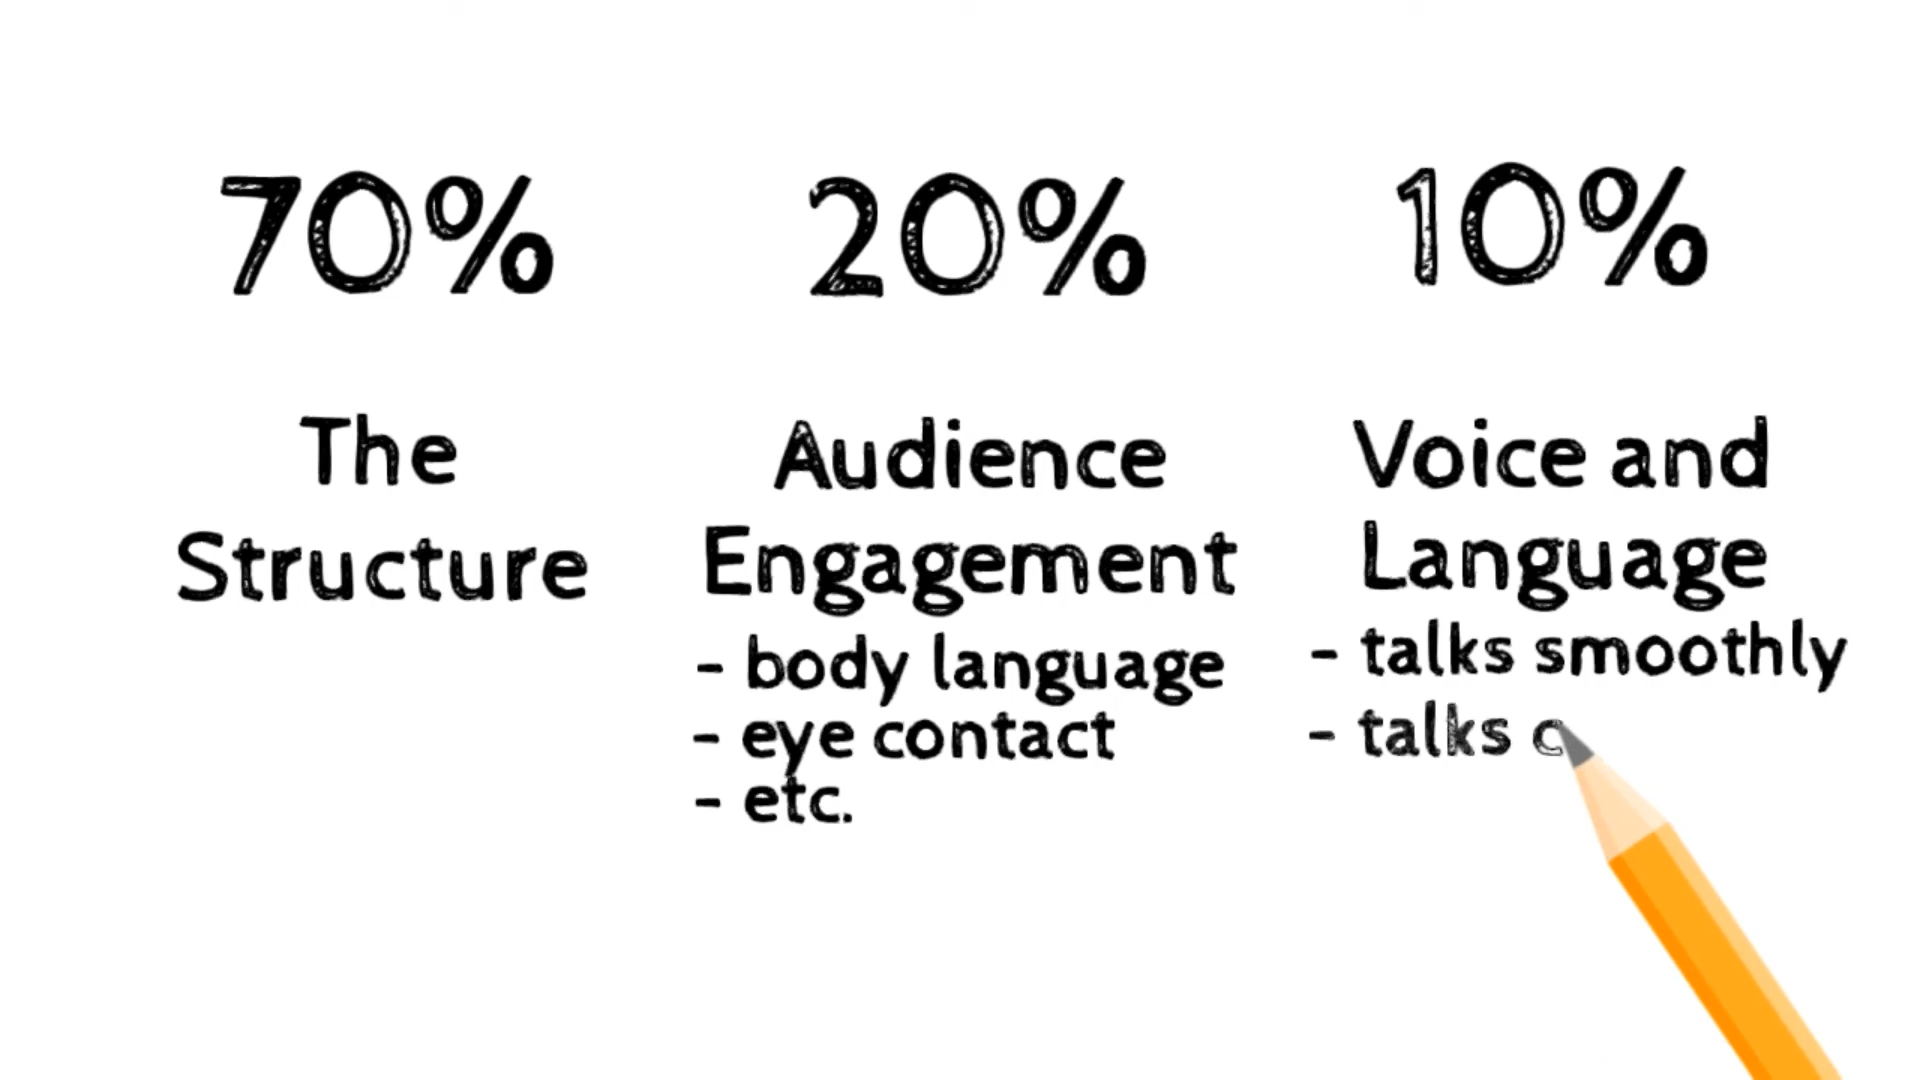 70%
The
Structure
20%
Audience
Engagement
- body language
- eye contact
- etc.
10%
Voice and
Language
- talks smoothly
- talks c